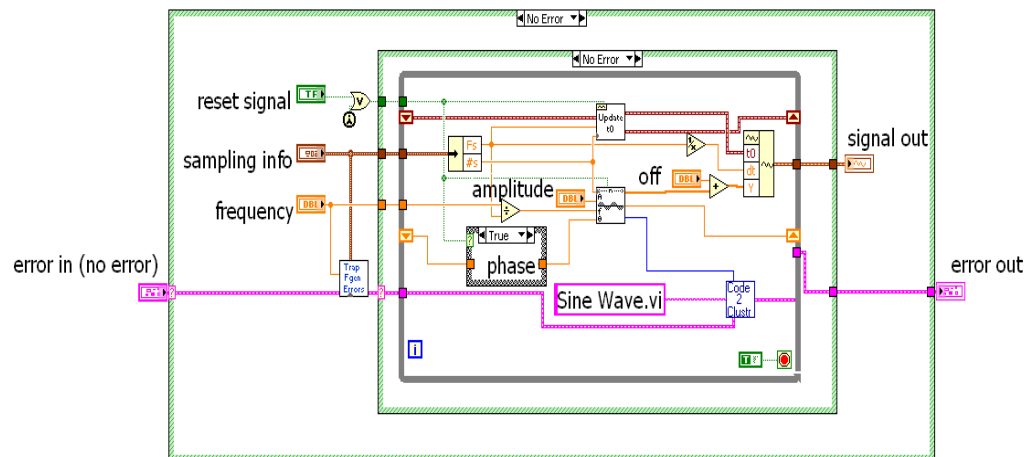 No Error
No Error
reset signal
TF
V
Update
t0
sampling info
Fs
#s
1/x
t0
dt
Y
signal out
off
DBL
+
amplitude
DBL
A
f
frequency
DBL
÷
?
True
phase
error in (no error)
Trap
Fgen
Errors
?
?
Sine Wave.vi
Code
2
Clustr
error out
i
T